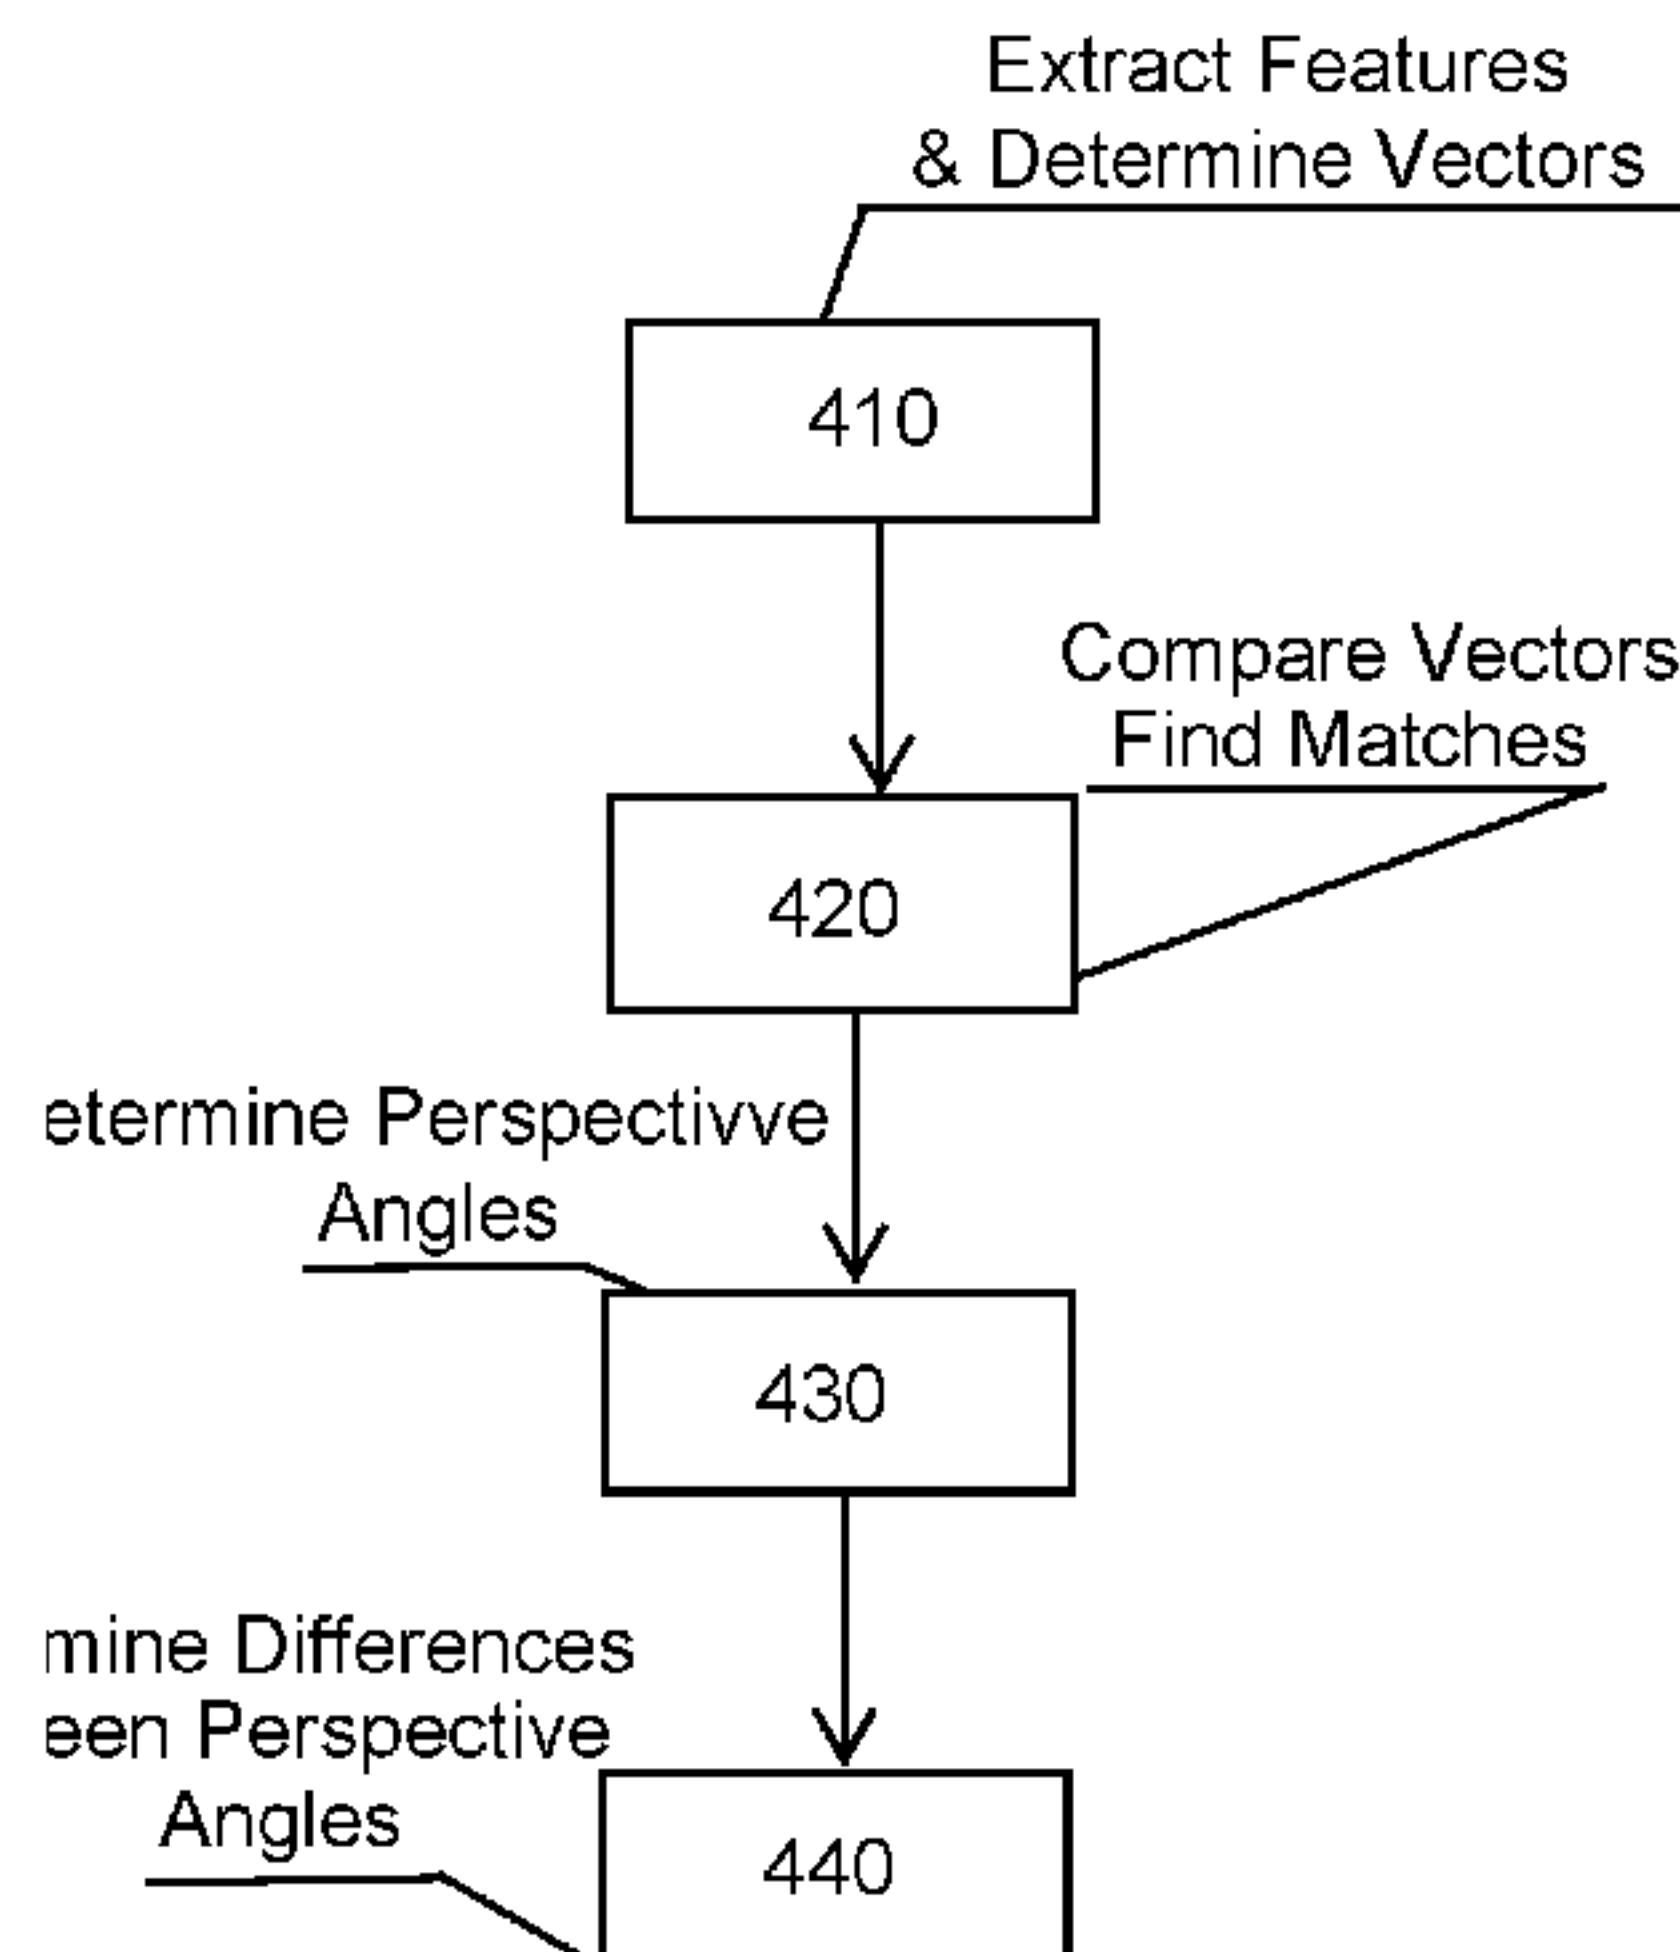 Extract Features
& Determine Vectors
410
Compare Vectors
Find Matches
420
etermine Perspectivve
Angles
430
mine Differences
een Perspective
Angles
440